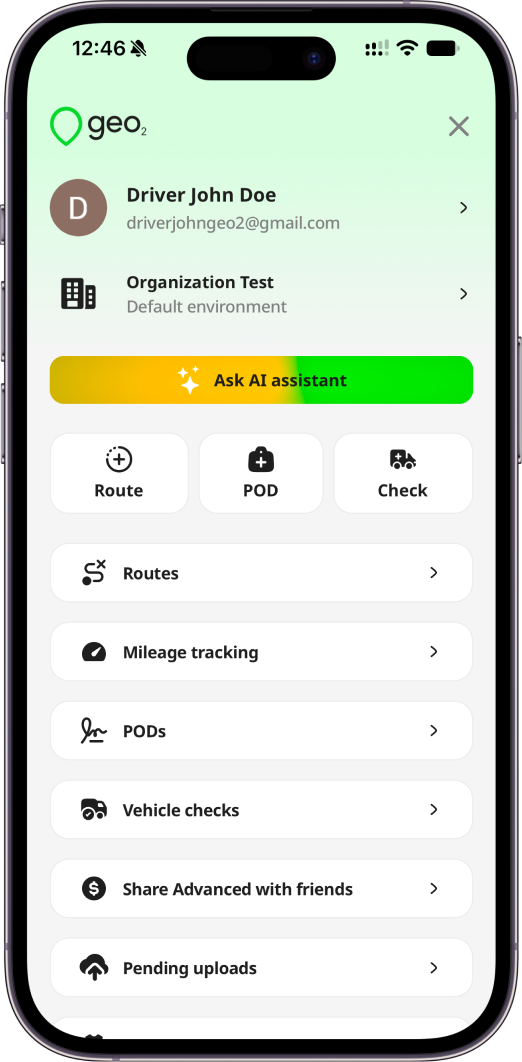 12:46
geo2
D
Driver John Doe
driverjohngeo2@gmail.com
Organization Test
Default environment
Ask AI assistant
Route
POD
Check
Routes
Mileage tracking
PODs
Vehicle checks
Share Advanced with friends
Pending uploads